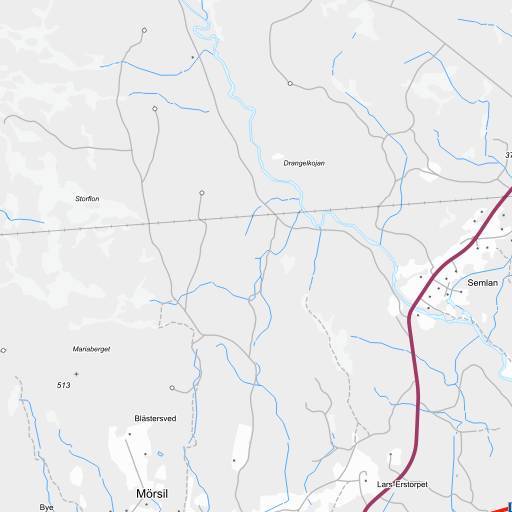 Drangelkojan
37
Storflon
Semlan
Mariaberget
513
Blästersved
Lars-Erstorpet
Mörsil
Bye